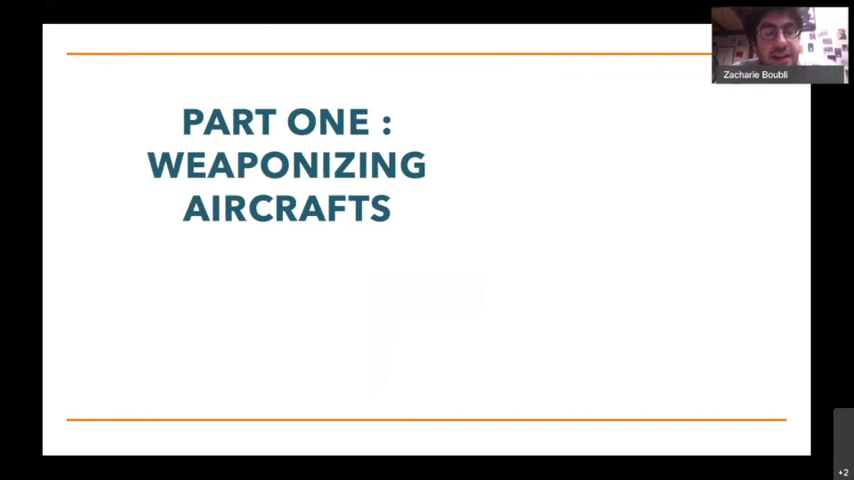 PART ONE :
WEAPONIZING
AIRCRAFTS
Zacharie Boubli
+2